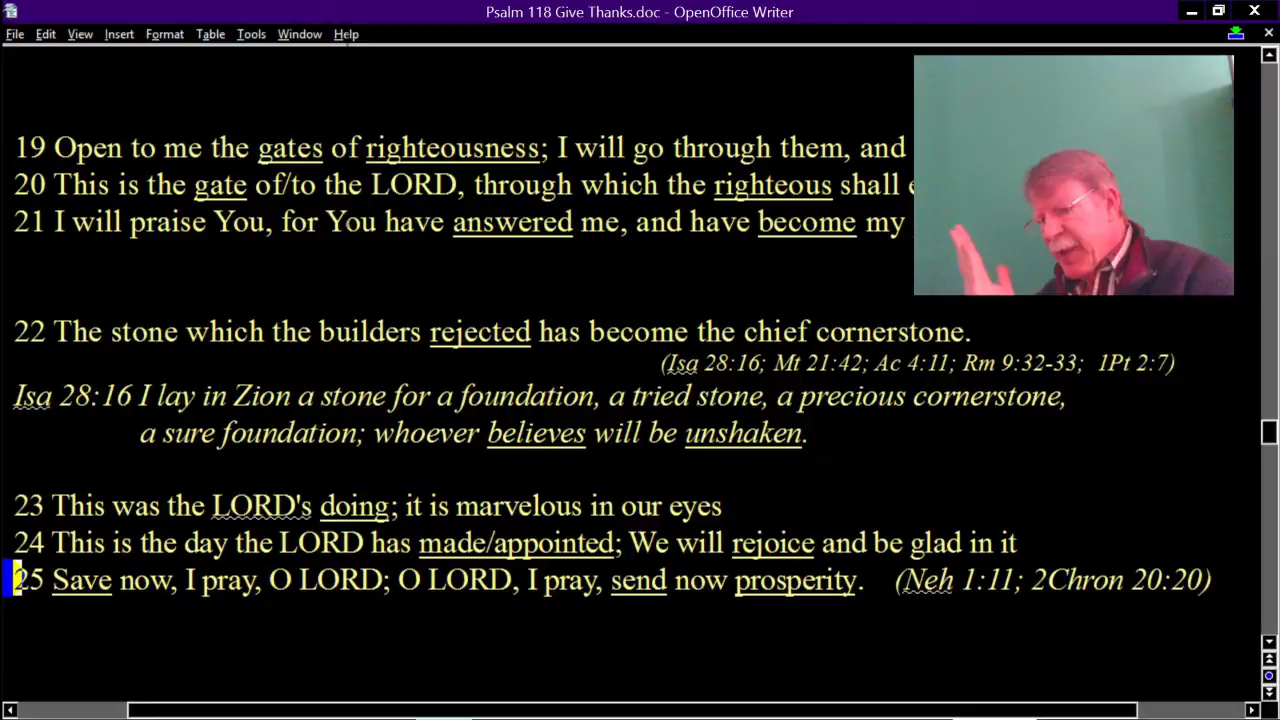 Psalm 118 Give Thanks.doc - OpenOffice Writer
File Edit View Insert Format Table Tools Window Help
19 Open to me the gates of righteousness; I will go through them, and
20 This is the gate of/to the LORD, through which the righteous shall
21 I will praise You, for You have answered me, and have become my
22 The stone which the builders rejected has become the chief cornerstone.
(Isa 28:16; Mt 21:42; Ac 4:11; Rm 9:32-33; 1Pt 2:7)
Isa 28:16 I lay in Zion a stone for a foundation, a tried stone, a precious cornerstone,
a sure foundation; whoever believes will be unshaken.
23 This was the LORD's doing; it is marvelous in our eyes
24 This is the day the LORD has made/appointed; We will rejoice and be glad in it
25 Save now, I pray, O LORD; O LORD, I pray, send now prosperity. (Neh 1:11; 2Chron 20:20)